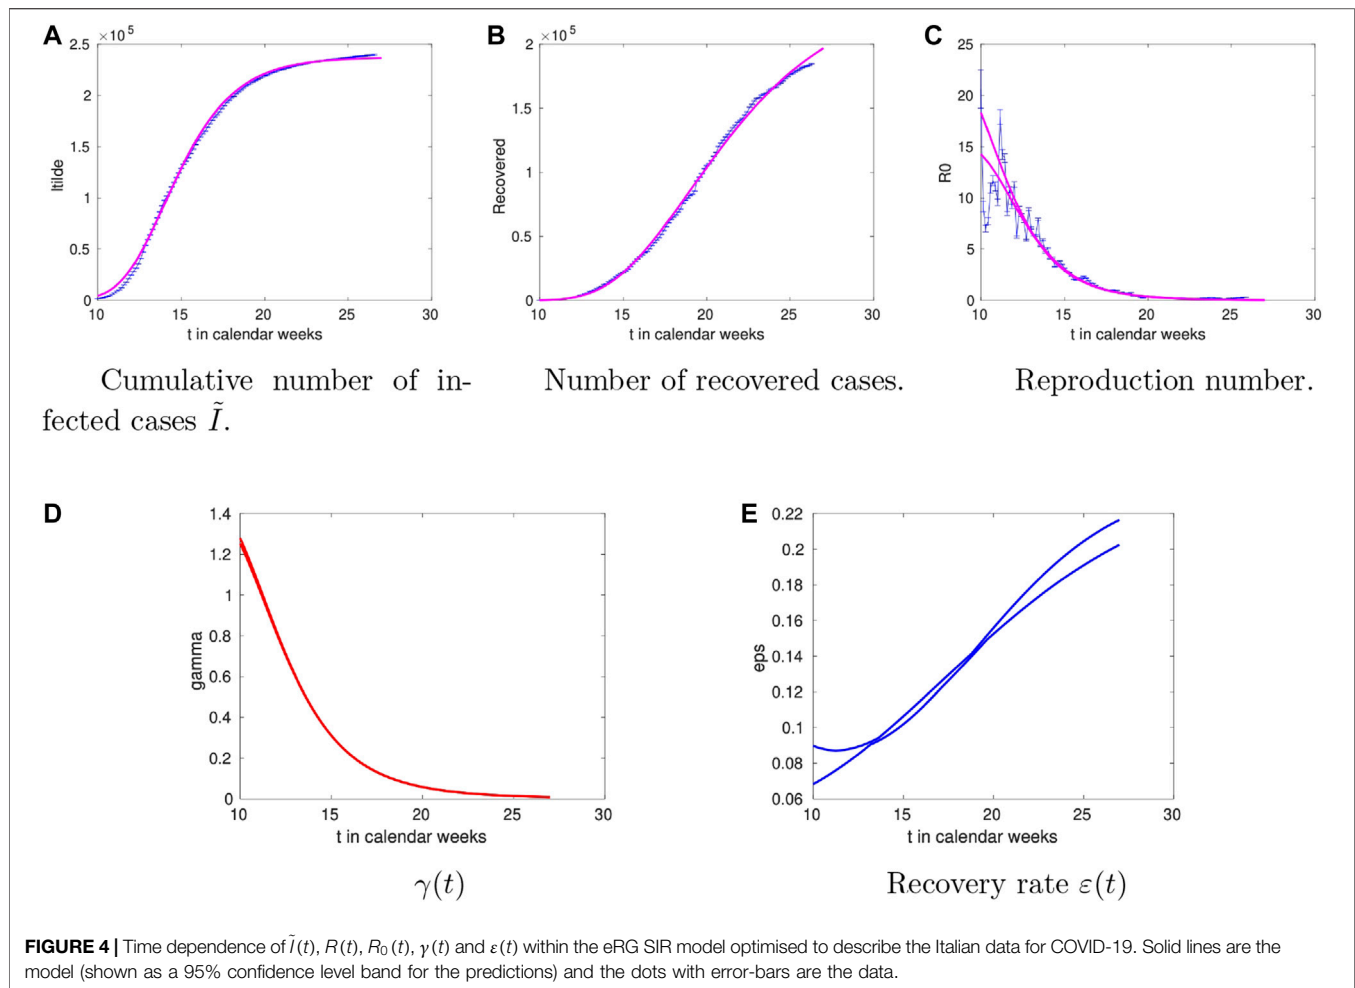 A
×10⁵
2.5
2
1.5
1
0.5
0
Itilde
10 15 20 25 30
t in calendar weeks
B
×10⁵
2
1.5
1
0.5
0
Recovered
10 15 20 25 30
t in calendar weeks
C
25
20
15
10
5
0
R0
10 15 20 25 30
t in calendar weeks
Cumulative number of in-
fected cases Ĩ.
Number of recovered cases.
Reproduction number.
D
1.4
1.2
1
0.8
0.6
0.4
0.2
0
gamma
10 15 20 25 30
t in calendar weeks
γ(t)
E
0.22
0.2
0.18
0.16
0.14
0.12
0.1
0.08
0.06
eps
10 15 20 25 30
t in calendar weeks
Recovery rate ε(t)
FIGURE 4 | Time dependence of Ĩ(t), R(t), R₀(t), γ(t) and ε(t) within the eRG SIR model optimised to describe the Italian data for COVID-19. Solid lines are the
model (shown as a 95% confidence level band for the predictions) and the dots with error-bars are the data.